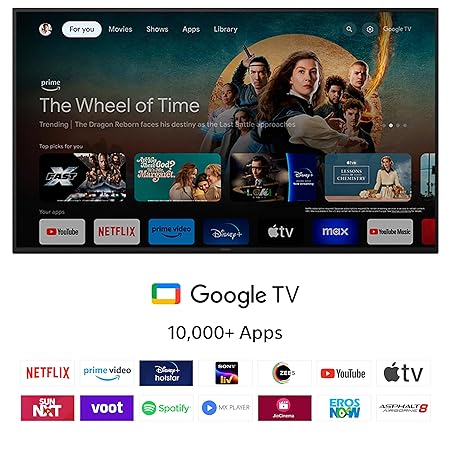 For you Movies Shows Apps Library Google TV
prime
The Wheel of Time
Trending | The Dragon Reborn faces his destiny as the Last Battle approaches
Top picks for you
FAST X
Are You There God? It's Me, Margaret.
Disney+
Now streaming
tv
LESSONS IN CHEMISTRY
Your apps
YouTube NETFLIX prime video Disney+ tv max YouTube Music
Google TV
10,000+ Apps
NETFLIX prime video Disney+ hotstar SONY liv ZEE5 YouTube tv
SUN NXT voot Spotify MX PLAYER JioCinema EROS NOW ASPHALT 8 AIRBORNE